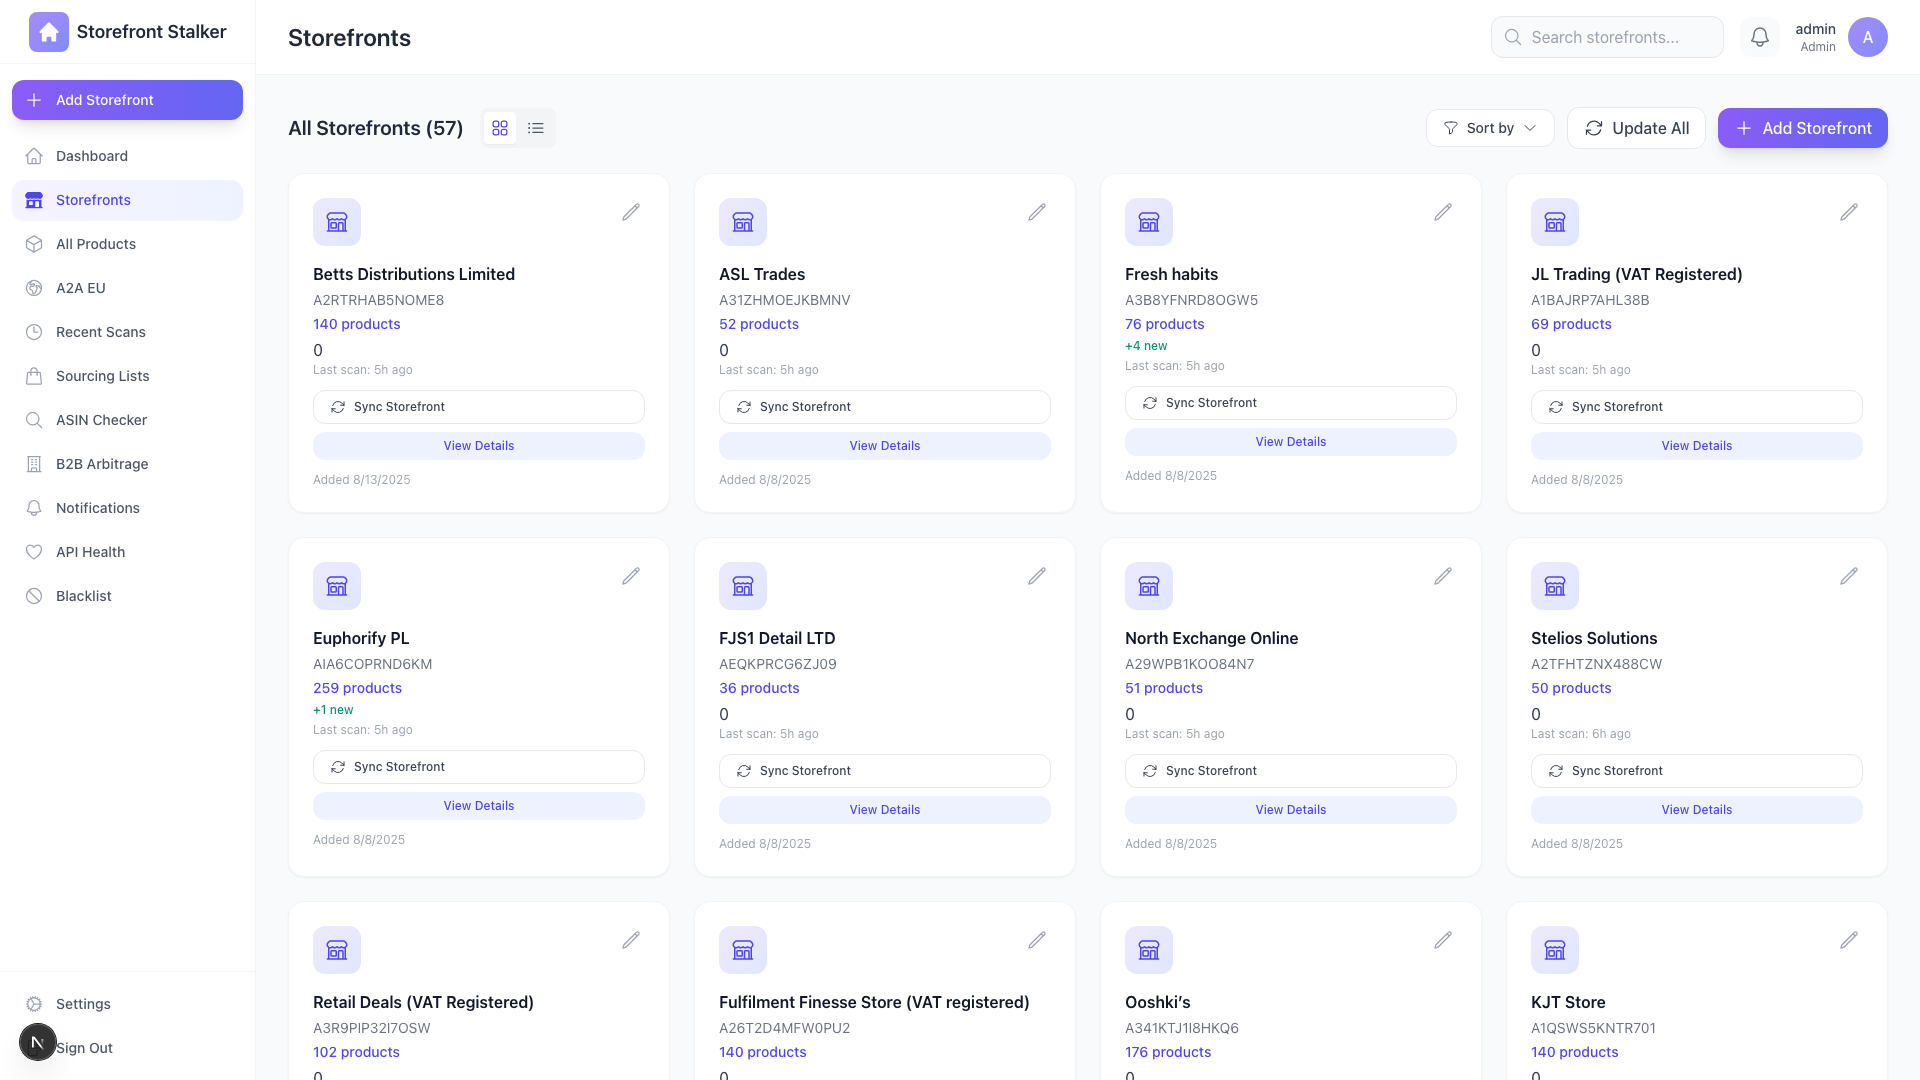 Storefront Stalker
Add Storefront
Dashboard
Storefronts
All Products
A2A EU
Recent Scans
Sourcing Lists
ASIN Checker
B2B Arbitrage
Notifications
API Health
Blacklist
Settings
N
Sign Out
Storefronts
Search storefronts...
admin
Admin
A
All Storefronts (57)
Sort by
Update All
Add Storefront
Betts Distributions Limited
A2RTRHAB5NOME8
140 products
0
Last scan: 5h ago
Sync Storefront
View Details
Added 8/13/2025
ASL Trades
A31ZHMOEJKBMNV
52 products
0
Last scan: 5h ago
Sync Storefront
View Details
Added 8/8/2025
Fresh habits
A3B8YFNRD8OGW5
76 products
+4 new
Last scan: 5h ago
Sync Storefront
View Details
Added 8/8/2025
JL Trading (VAT Registered)
A1BAJRP7AHL38B
69 products
0
Last scan: 5h ago
Sync Storefront
View Details
Added 8/8/2025
Euphorify PL
AIA6COPRND6KM
259 products
+1 new
Last scan: 5h ago
Sync Storefront
View Details
Added 8/8/2025
FJS1 Detail LTD
AEQKPRCG6ZJ09
36 products
0
Last scan: 5h ago
Sync Storefront
View Details
Added 8/8/2025
North Exchange Online
A29WPB1KOO84N7
51 products
0
Last scan: 5h ago
Sync Storefront
View Details
Added 8/8/2025
Stelios Solutions
A2TFHTZNX488CW
50 products
0
Last scan: 6h ago
Sync Storefront
View Details
Added 8/8/2025
Retail Deals (VAT Registered)
A3R9PIP32I7OSW
102 products
0
Fulfilment Finesse Store (VAT registered)
A26T2D4MFW0PU2
140 products
0
Ooshki’s
A341KTJ1I8HKQ6
176 products
0
KJT Store
A1QSWS5KNTR701
140 products
0